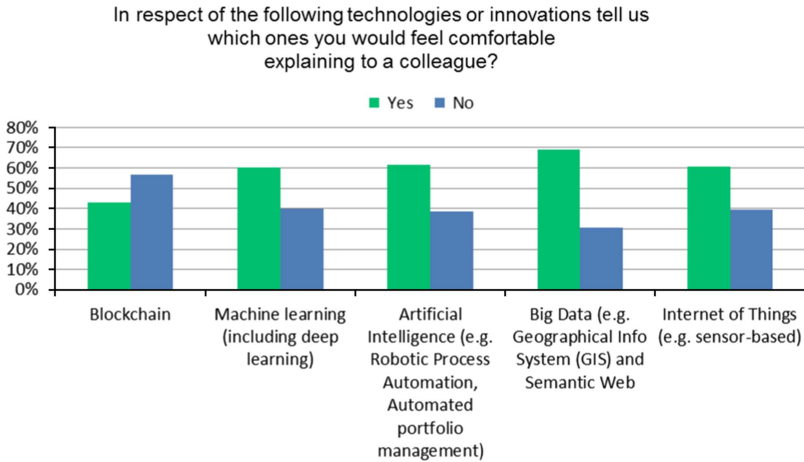 In respect of the following technologies or innovations tell us
which ones you would feel comfortable
explaining to a colleague?
Yes No
80%
70%
60%
50%
40%
30%
20%
10%
0%
Blockchain
Machine learning
(including deep
learning)
Artificial
Intelligence (e.g.
Robotic Process
Automation,
Automated
portfolio
management)
Big Data (e.g.
Geographical Info
System (GIS) and
Semantic Web
Internet of Things
(e.g. sensor-based)